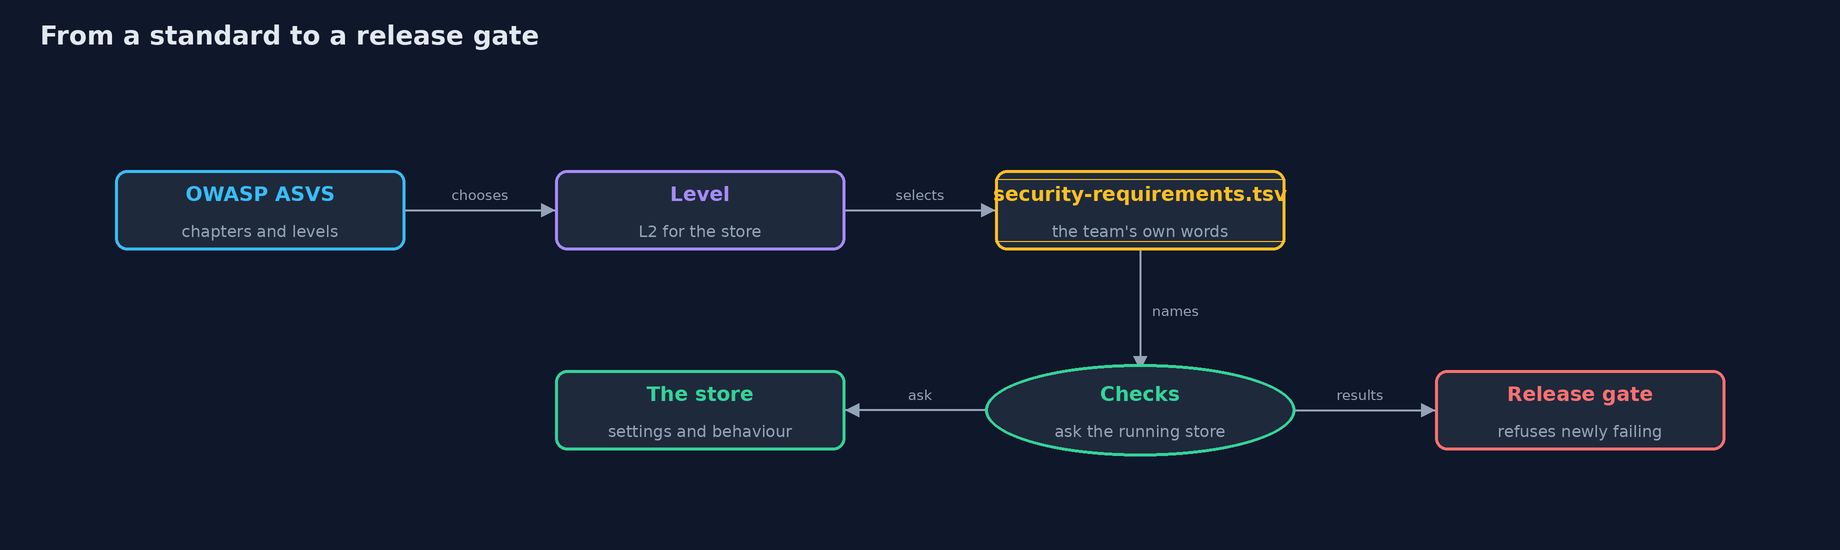 From a standard to a release gate
OWASP ASVS
chapters and levels
chooses
Level
L2 for the store
selects
security-requirements.tsv
the team's own words
names
The store
settings and behaviour
ask
Checks
ask the running store
results
Release gate
refuses newly failing